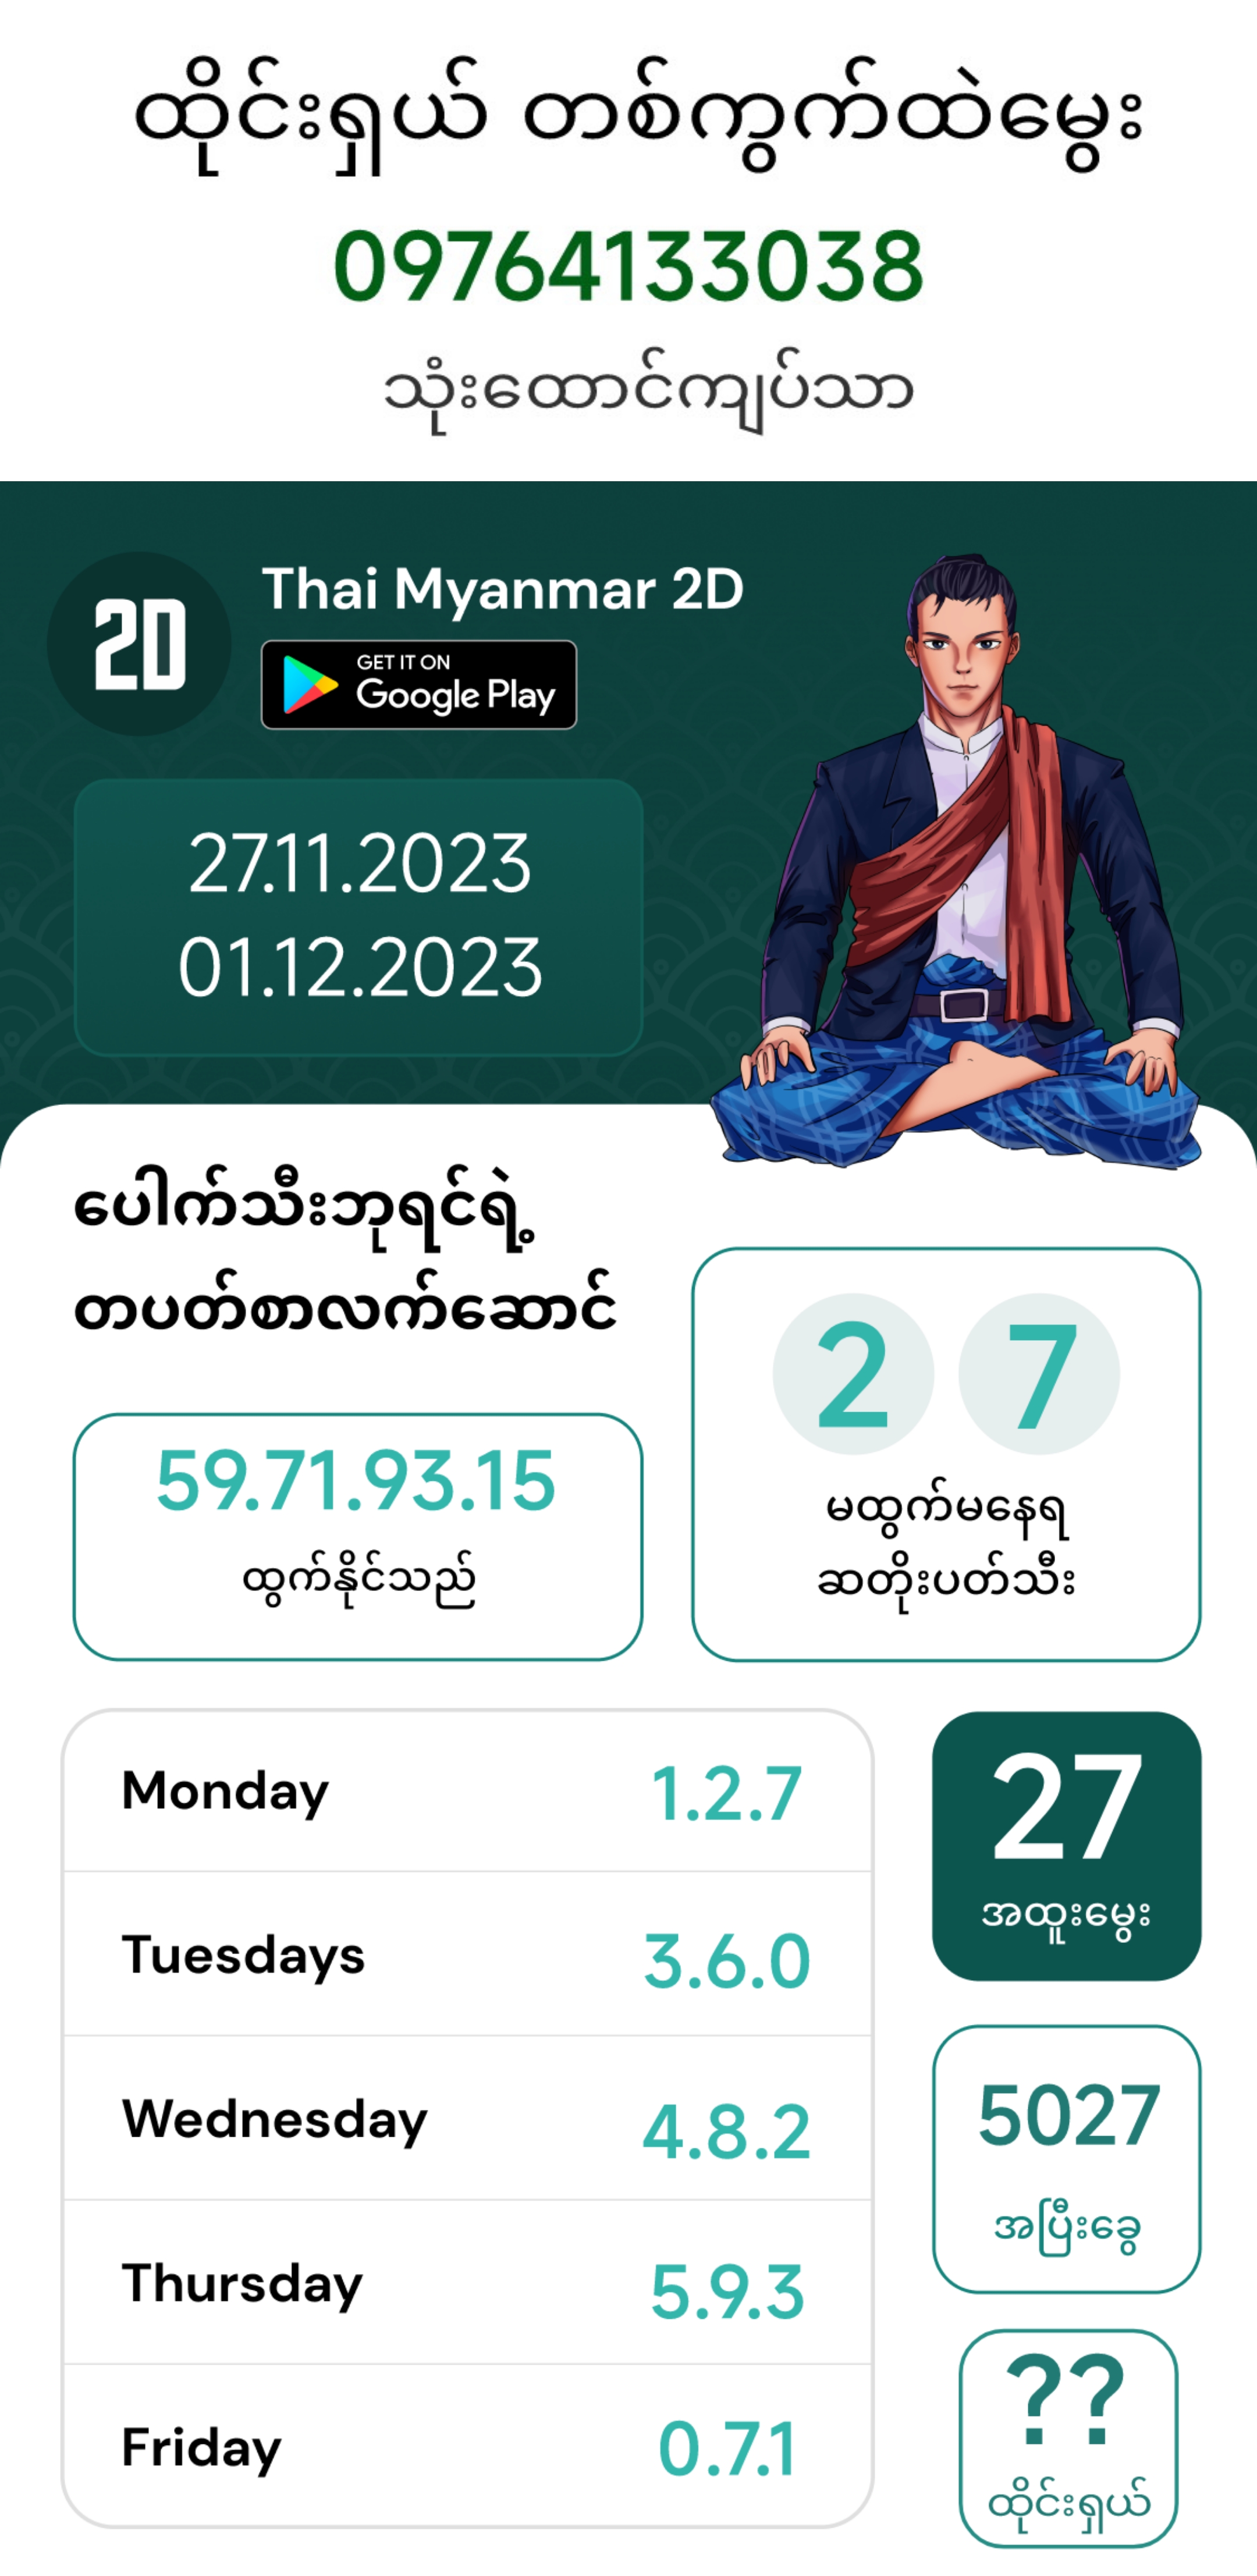 ထိုင်းရှယ် တစ်ကွက်ထဲမွေး
09764133038
သုံးထောင်ကျပ်သာ
2D
Thai Myanmar 2D
GET IT ON
Google Play
27.11.2023
01.12.2023
ပေါက်သီးဘုရင်ရဲ့
တပတ်စာလက်ဆောင်
2 7
မထွက်မနေရ
ဆတိုးပတ်သီး
59.71.93.15
ထွက်နိုင်သည်
Monday 1.2.7
Tuesdays 3.6.0
Wednesday 4.8.2
Thursday 5.9.3
Friday 0.7.1
27
အထူးမွေး
5027
အပြီးခွေ
??
ထိုင်းရှယ်